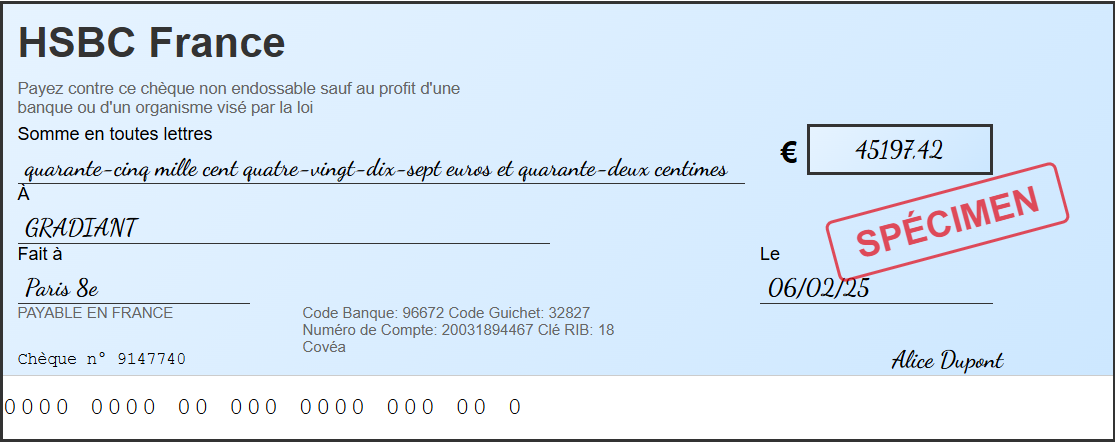 HSBC France
Payez contre ce chèque non endossable sauf au profit d'une
banque ou d'un organisme visé par la loi
Somme en toutes lettres
€ 45197.42
quarante-cinq mille cent quatre-vingt-dix-sept euros et quarante-deux centimes
À
GRADIANT
SPÉCIMEN
Fait à
Le
Paris 8e
06/02/25
PAYABLE EN FRANCE
Code Banque: 96672 Code Guichet: 32827
Numéro de Compte: 20031894467 Clé RIB: 18
Covéa
Chèque n° 9147740
Alice Dupont
0000 0000 00 000 0000 000 00 0